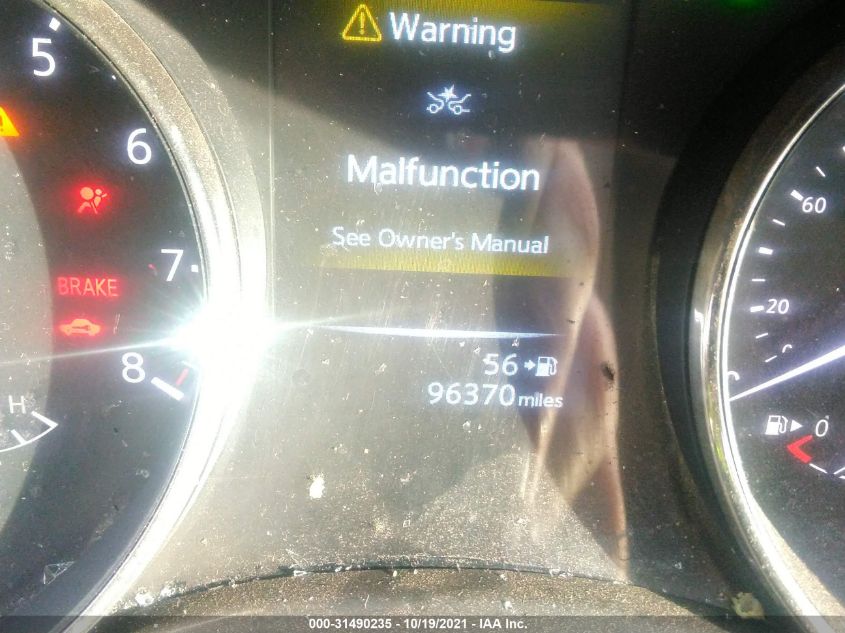 Warning
Malfunction
See Owner's Manual
56
96370 miles
5
6
7
8
BRAKE
H
60
20
0
000-31490235 - 10/19/2021 - IAA Inc.